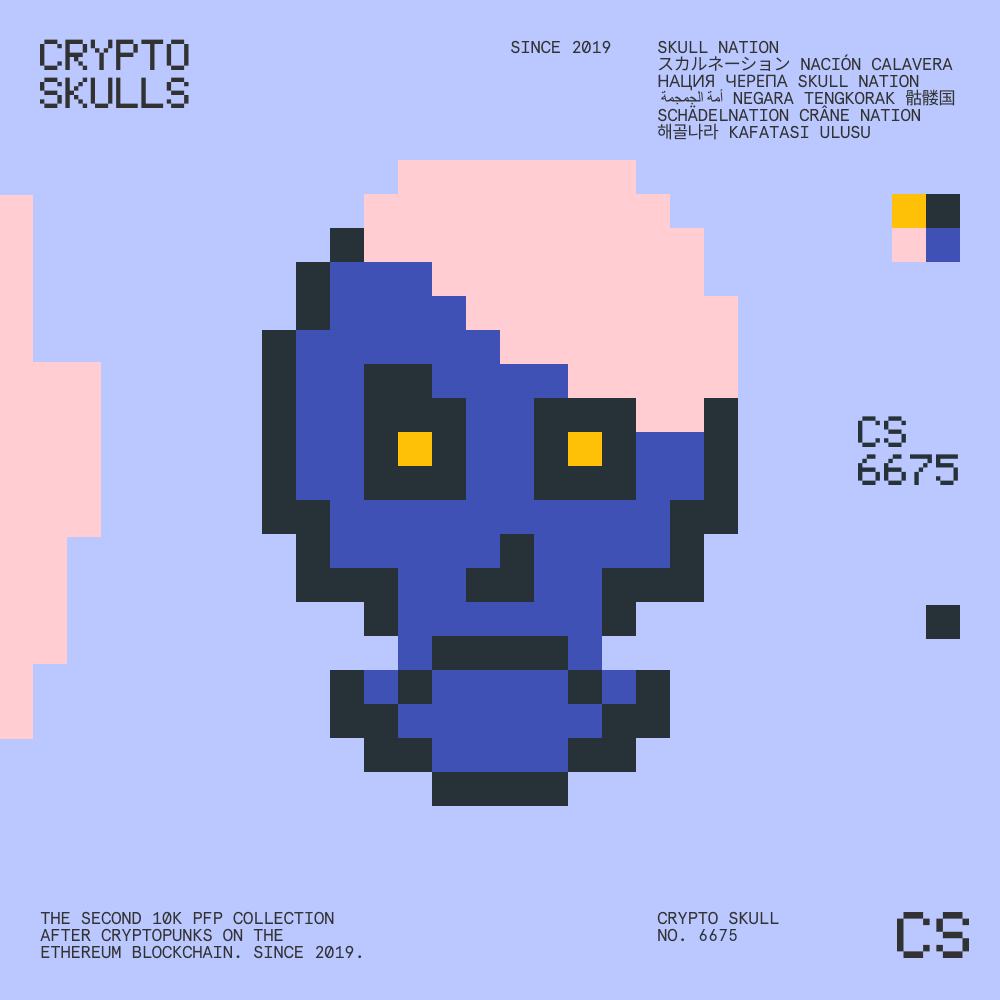 CRYPTO
SKULLS
SINCE 2019
SKULL NATION
スカルネーション NACIÓN CALAVERA
НАЦИЯ ЧЕРЕПА SKULL NATION
أمة الجمجمة NEGARA TENGKORAK 骷髅国
SCHÄDELNATION CRÂNE NATION
해골나라 KAFATASI ULUSU
CS
6675
THE SECOND 10K PFP COLLECTION
AFTER CRYPTOPUNKS ON THE
ETHEREUM BLOCKCHAIN. SINCE 2019.
CRYPTO SKULL
NO. 6675
CS